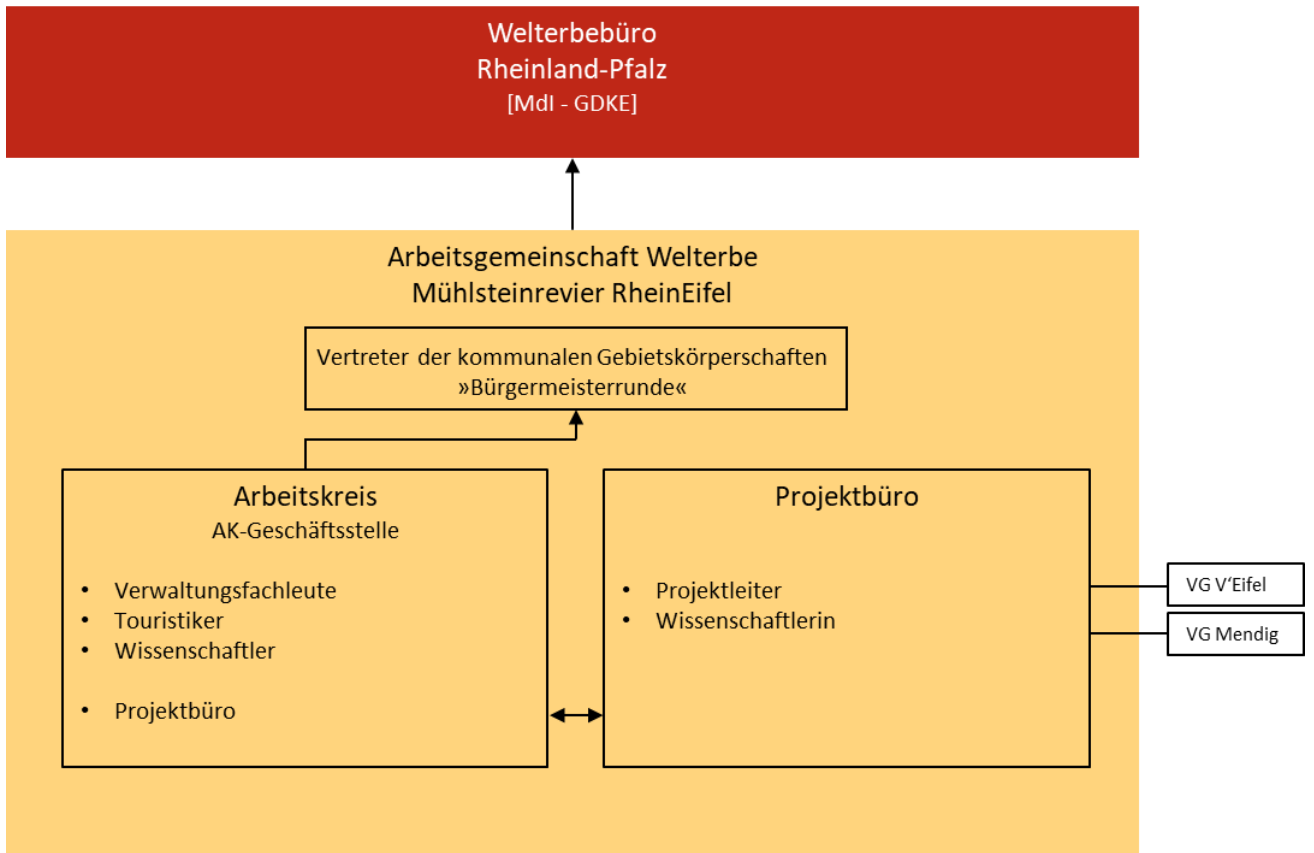 Welterbebüro
Rheinland-Pfalz
[MdI - GDKE]
Arbeitsgemeinschaft Welterbe
Mühlsteinrevier RheinEifel
Vertreter der kommunalen Gebietskörperschaften
»Bürgermeisterrunde«
Arbeitskreis
AK-Geschäftsstelle
• Verwaltungsfachleute
• Touristiker
• Wissenschaftler
• Projektbüro
Projektbüro
• Projektleiter
• Wissenschaftlerin
VG V‘Eifel
VG Mendig